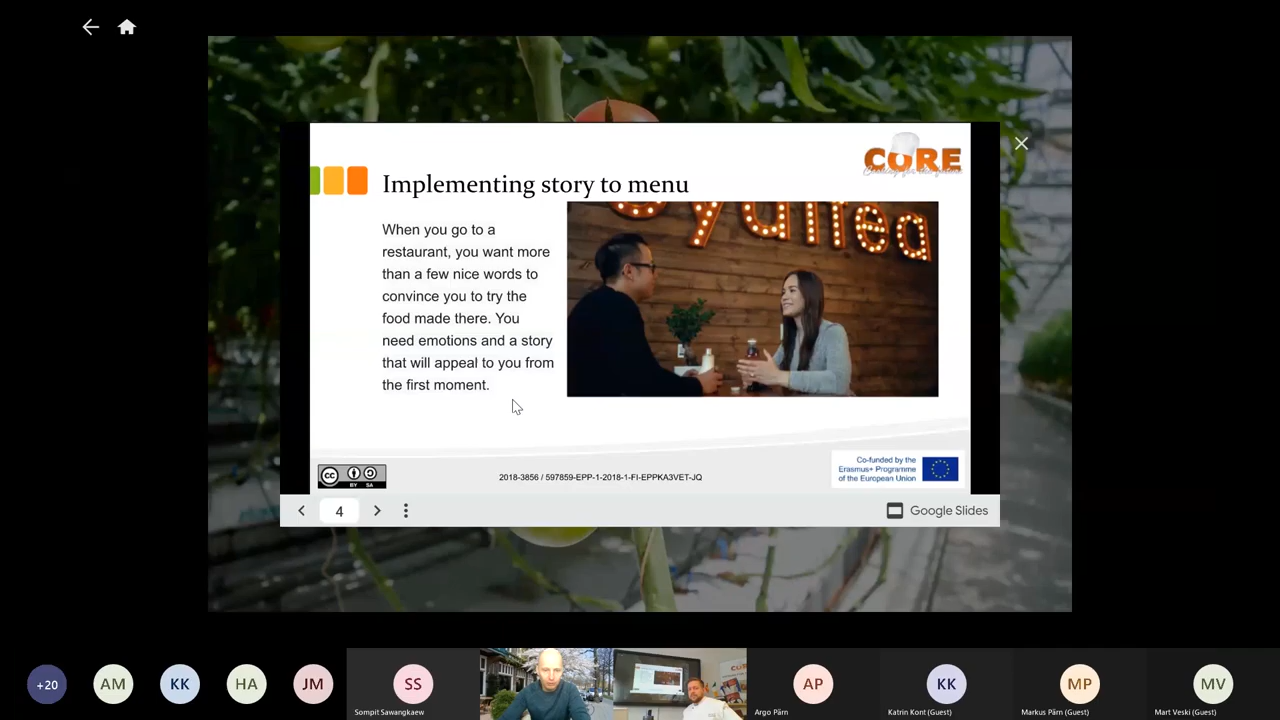 CORE
Implementing story to menu
When you go to a
restaurant, you want more
than a few nice words to
convince you to try the
food made there. You
need emotions and a story
that will appeal to you from
the first moment.
cc
BY SA
2018-3856 / 597859-EPP-1-2018-1-FI-EPPKA3VET-JQ
Co-funded by the
Erasmus+ Programme
of the European Union
4
Google Slides
+20
AM
KK
HA
JM
SS
Sompit Sawangkaew
AP
Argo Pärn
KK
Katrin Kont (Guest)
MP
Markus Pärn (Guest)
MV
Mart Veski (Guest)